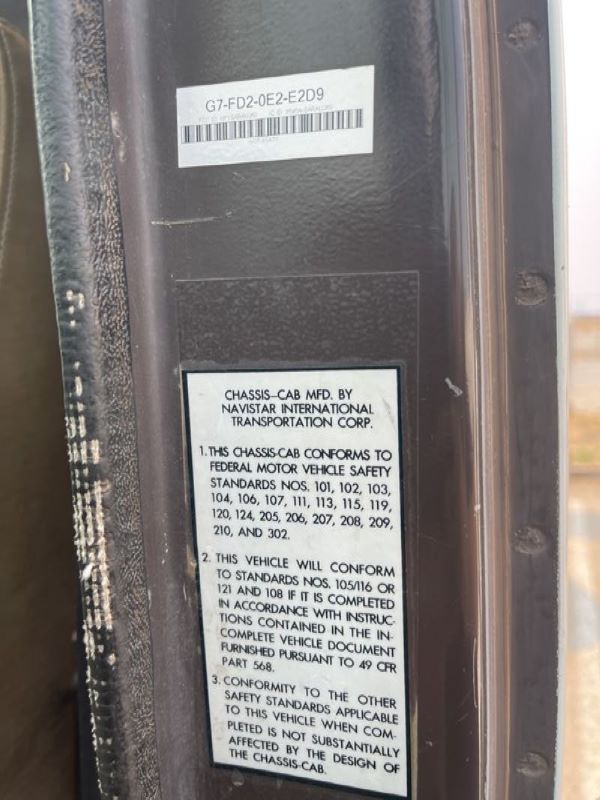 G7-FD2-0E2-E2D9
CHASSIS-CAB MFD. BY
NAVISTAR INTERNATIONAL
TRANSPORTATION CORP.
1. THIS CHASSIS-CAB CONFORMS TO
FEDERAL MOTOR VEHICLE SAFETY
STANDARDS NOS. 101, 102, 103,
104, 106, 107, 111, 113, 115, 119,
120, 124, 205, 206, 207, 208, 209,
210, AND 302.
2. THIS VEHICLE WILL CONFORM
TO STANDARDS NOS. 105/116 OR
121 AND 108 IF IT IS COMPLETED
IN ACCORDANCE WITH INSTRUC-
TIONS CONTAINED IN THE IN-
COMPLETE VEHICLE DOCUMENT
FURNISHED PURSUANT TO 49 CFR
PART 568.
3. CONFORMITY TO THE OTHER
SAFETY STANDARDS APPLICABLE
TO THIS VEHICLE WHEN COM-
PLETED IS NOT SUBSTANTIALLY
AFFECTED BY THE DESIGN OF
THE CHASSIS-CAB.